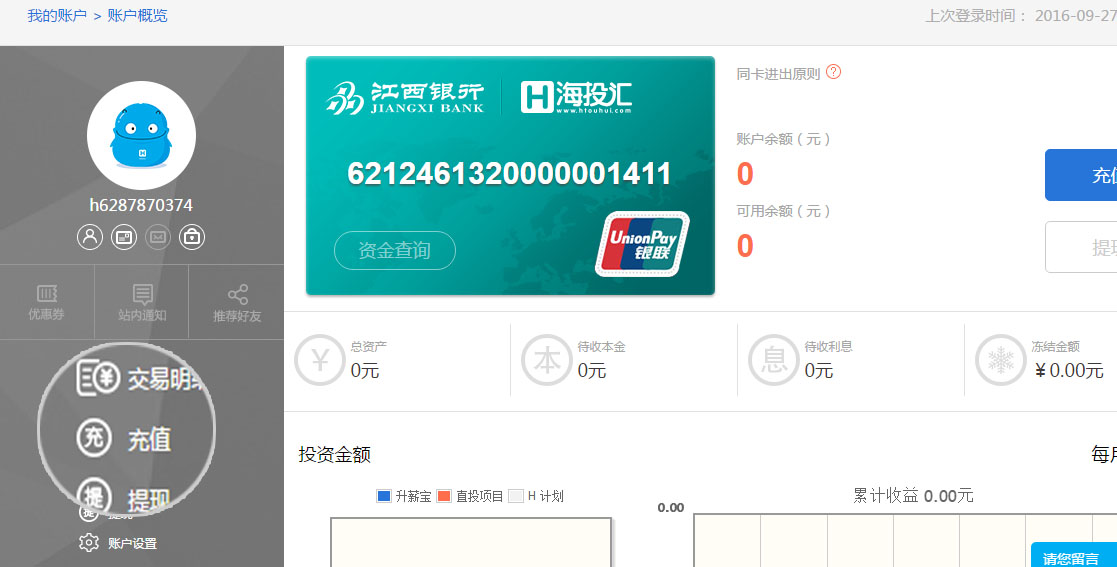 我的账户 > 账户概览
上次登录时间： 2016-09-27
h6287870374
优惠券 站内通知 推荐好友
交易明细
充 充值
提 提现
账户设置
江西银行
JIANGXI BANK
H 海投汇
www.htouhui.com
6212461320000001411
资金查询
UnionPay
银联
同卡进出原则 ?
账户余额（元）
0
可用余额（元）
0
充值
提现
¥ 总资产
0元
本 待收本金
0元
息 待收利息
0元
冻结金额
¥0.00元
投资金额
每月
升薪宝 直投项目 H 计划
累计收益 0.00元
0.00
请您留言